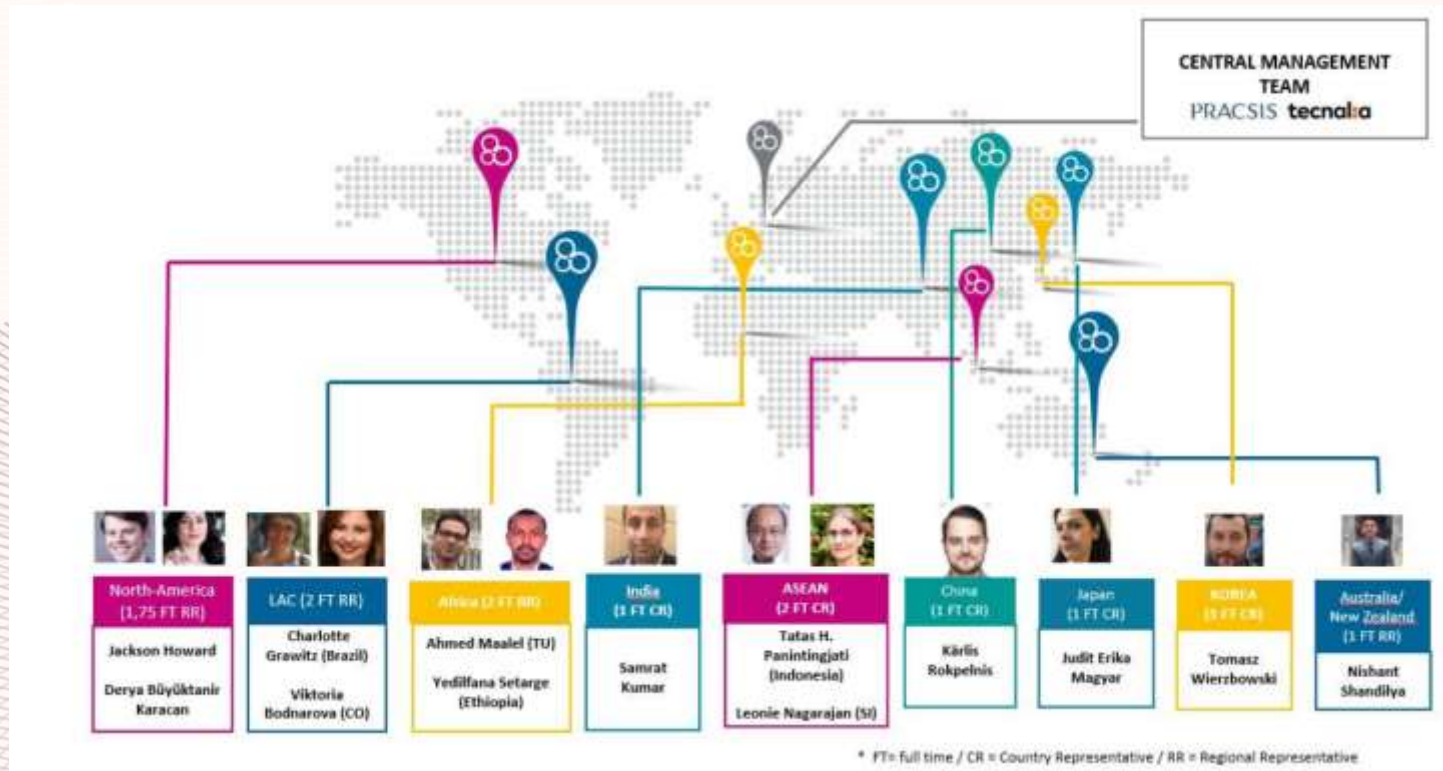 CENTRAL MANAGEMENT
TEAM
PRACSIS tecnalia
North-America
(1,75 FT RR)
Jackson Howard
Derya Büyüktanir
Karacan
LAC (2 FT RR)
Charlotte
Grawitz (Brazil)
Viktoria
Bodnarova (CO)
Africa (2 FT RR)
Ahmed Maalel (TU)
Yedilfana Setarge
(Ethiopia)
India
(1 FT CR)
Samrat
Kumar
ASEAN
(2 FT CR)
Tatas H.
Panintingjati
(Indonesia)
Leonie Nagarajan (SI)
China
(1 FT CR)
Kārlis
Rokpelnis
Japan
(1 FT CR)
Judit Erika
Magyar
KOREA
(1 FT CR)
Tomasz
Wierzbowski
Australia/
New Zealand
(1 FT RR)
Nishant
Shandilya
* FT= full time / CR = Country Representative / RR = Regional Representative